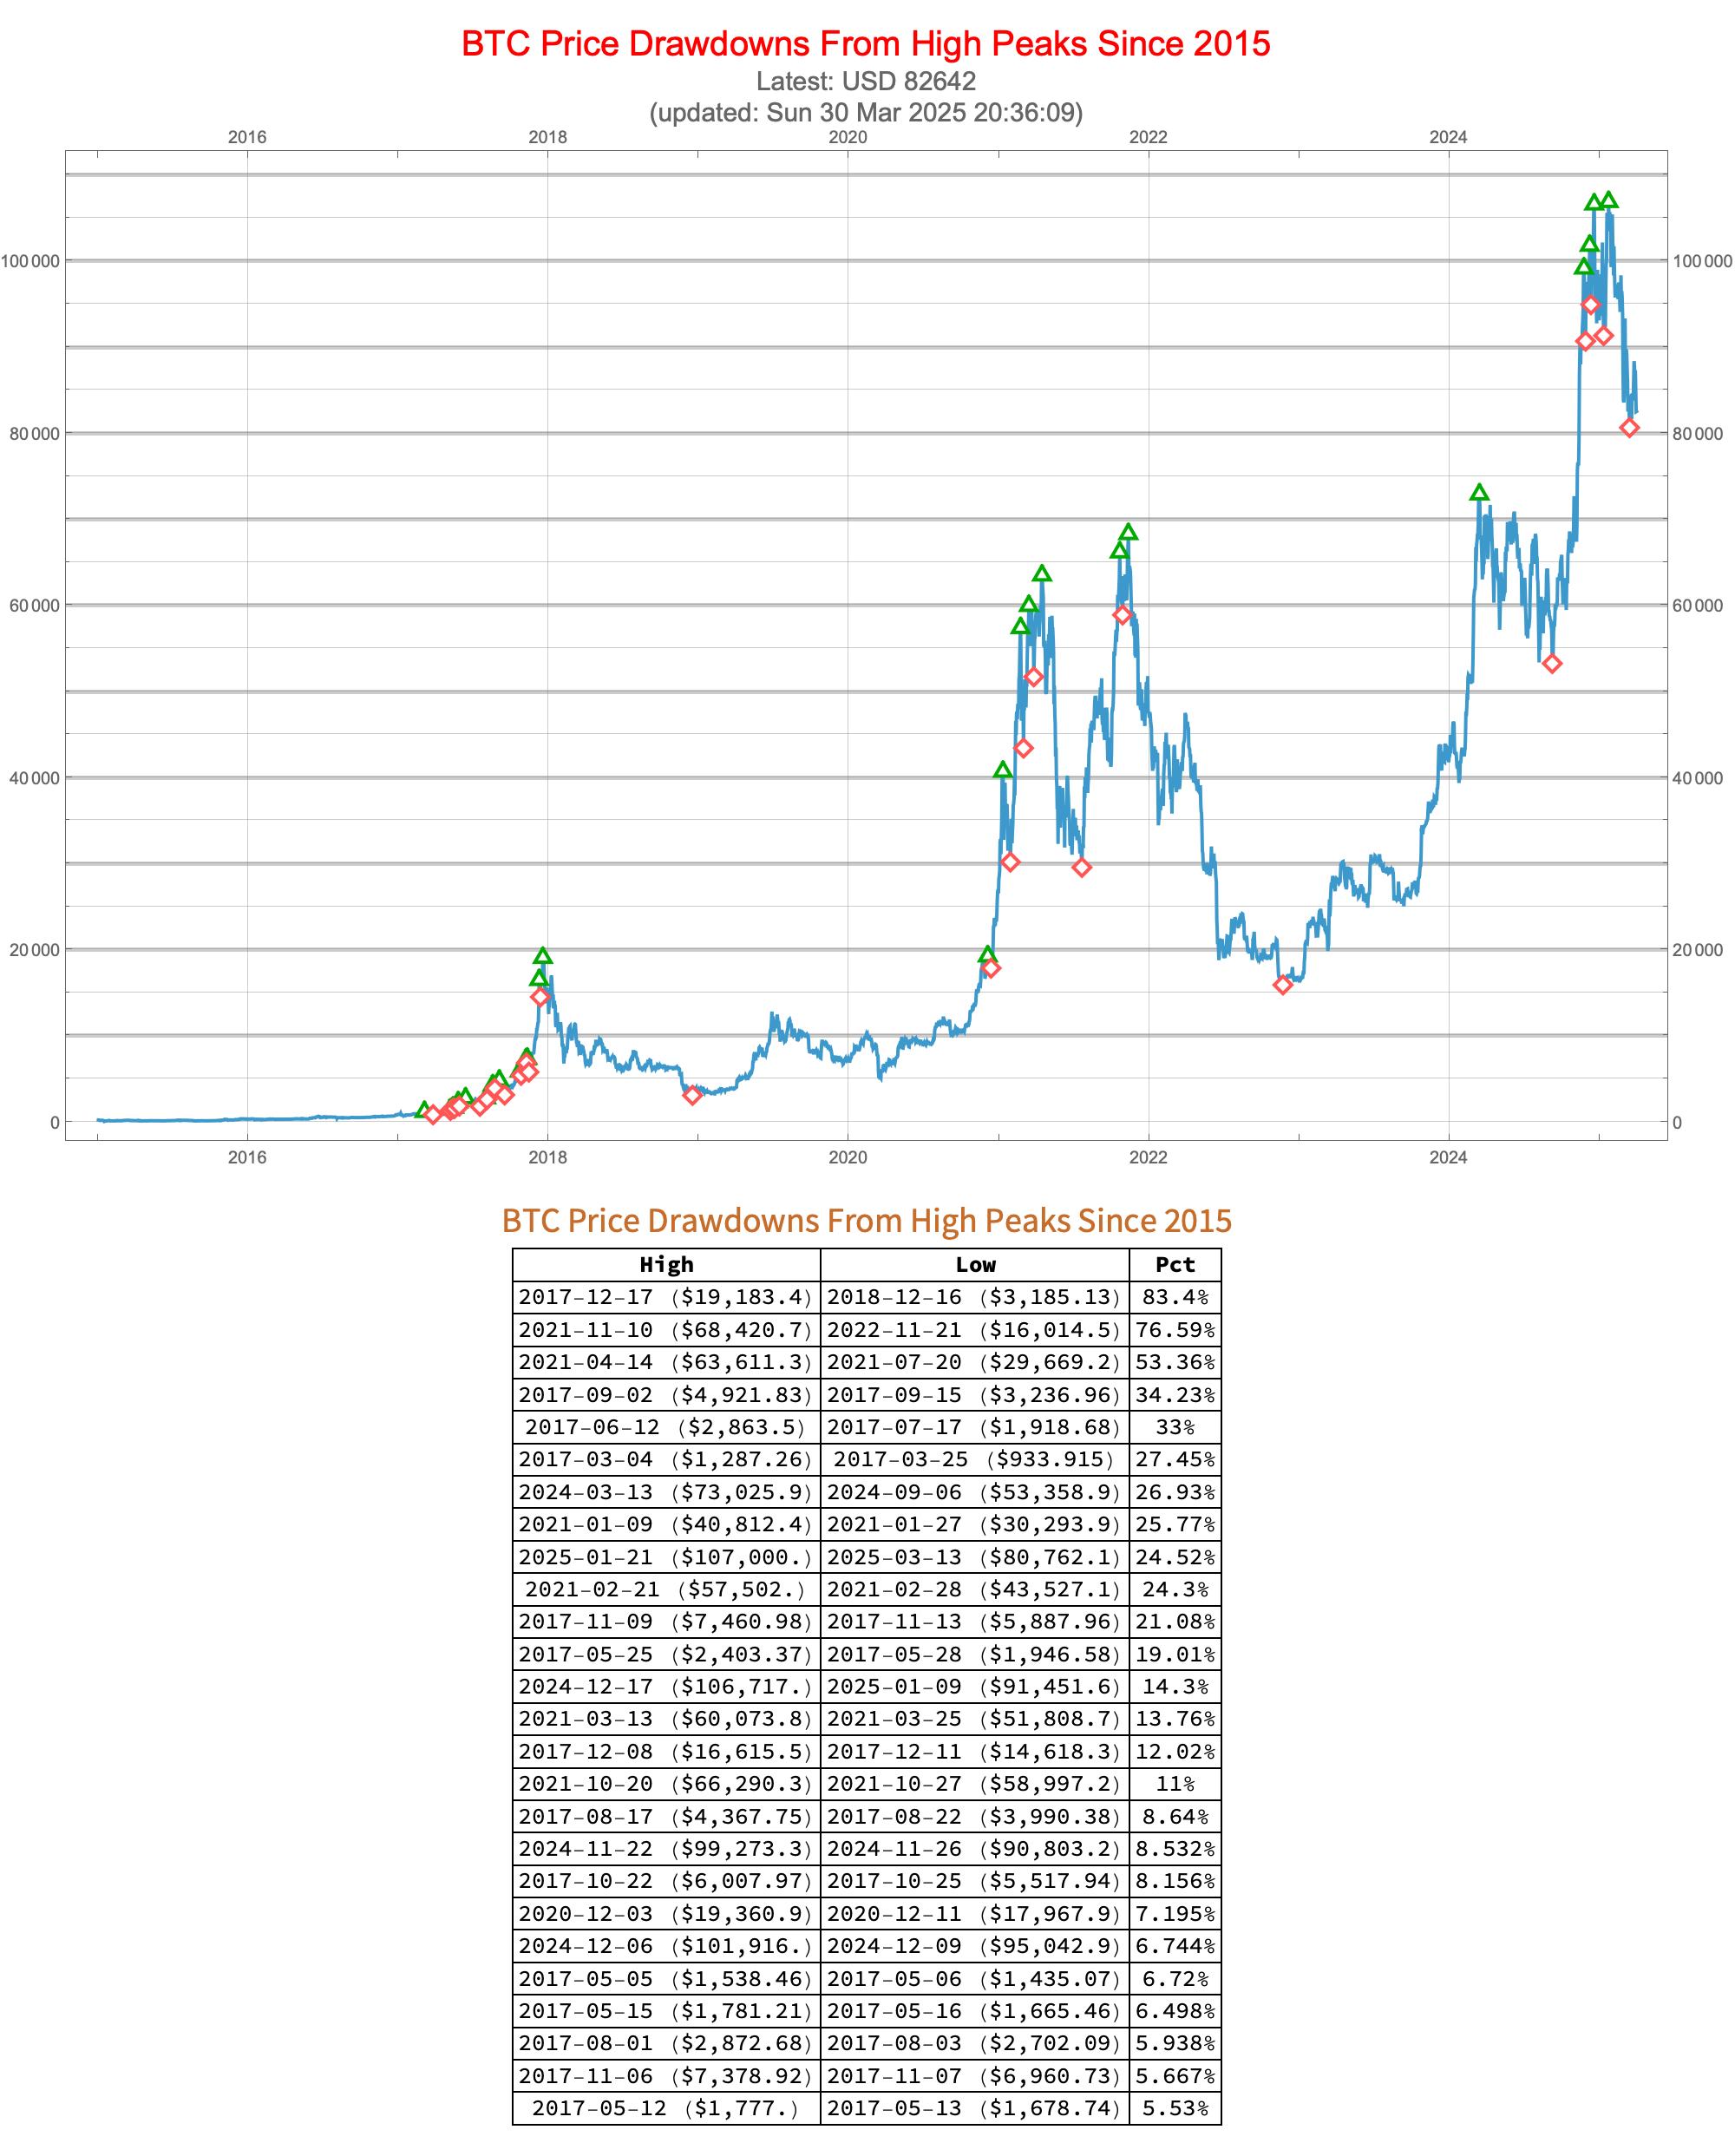 BTC Price Drawdowns From High Peaks Since 2015
Latest: USD 82642
(updated: Sun 30 Mar 2025 20:36:09)
2016 2018 2020 2022 2024
100 000 100 000
80 000 80 000
60 000 60 000
40 000 40 000
20 000 20 000
0 0
2016 2018 2020 2022 2024
BTC Price Drawdowns From High Peaks Since 2015
High Low Pct
2017-12-17 ($19,183.4) 2018-12-16 ($3,185.13) 83.4%
2021-11-10 ($68,420.7) 2022-11-21 ($16,014.5) 76.59%
2021-04-14 ($63,611.3) 2021-07-20 ($29,669.2) 53.36%
2017-09-02 ($4,921.83) 2017-09-15 ($3,236.96) 34.23%
2017-06-12 ($2,863.5) 2017-07-17 ($1,918.68) 33%
2017-03-04 ($1,287.26) 2017-03-25 ($933.915) 27.45%
2024-03-13 ($73,025.9) 2024-09-06 ($53,358.9) 26.93%
2021-01-09 ($40,812.4) 2021-01-27 ($30,293.9) 25.77%
2025-01-21 ($107,000.) 2025-03-13 ($80,762.1) 24.52%
2021-02-21 ($57,502.) 2021-02-28 ($43,527.1) 24.3%
2017-11-09 ($7,460.98) 2017-11-13 ($5,887.96) 21.08%
2017-05-25 ($2,403.37) 2017-05-28 ($1,946.58) 19.01%
2024-12-17 ($106,717.) 2025-01-09 ($91,451.6) 14.3%
2021-03-13 ($60,073.8) 2021-03-25 ($51,808.7) 13.76%
2017-12-08 ($16,615.5) 2017-12-11 ($14,618.3) 12.02%
2021-10-20 ($66,290.3) 2021-10-27 ($58,997.2) 11%
2017-08-17 ($4,367.75) 2017-08-22 ($3,990.38) 8.64%
2024-11-22 ($99,273.3) 2024-11-26 ($90,803.2) 8.532%
2017-10-22 ($6,007.97) 2017-10-25 ($5,517.94) 8.156%
2020-12-03 ($19,360.9) 2020-12-11 ($17,967.9) 7.195%
2024-12-06 ($101,916.) 2024-12-09 ($95,042.9) 6.744%
2017-05-05 ($1,538.46) 2017-05-06 ($1,435.07) 6.72%
2017-05-15 ($1,781.21) 2017-05-16 ($1,665.46) 6.498%
2017-08-01 ($2,872.68) 2017-08-03 ($2,702.09) 5.938%
2017-11-06 ($7,378.92) 2017-11-07 ($6,960.73) 5.667%
2017-05-12 ($1,777.) 2017-05-13 ($1,678.74) 5.53%